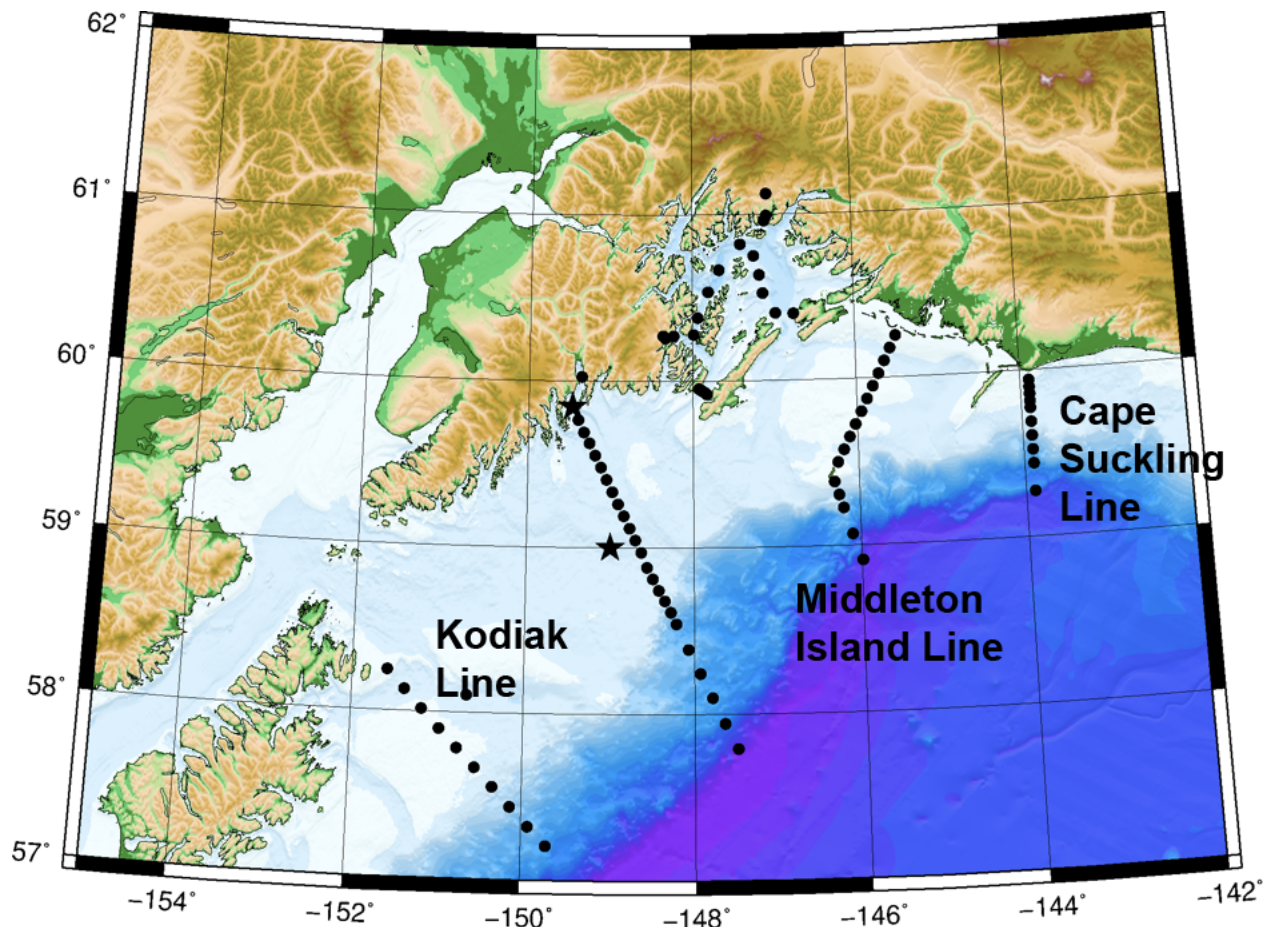 62°
61°
60°
59°
58°
57°
Cape
Suckling
Line
Middleton
Island Line
Kodiak
Line
−154°
−152°
−150°
−148°
−146°
−144°
−142°